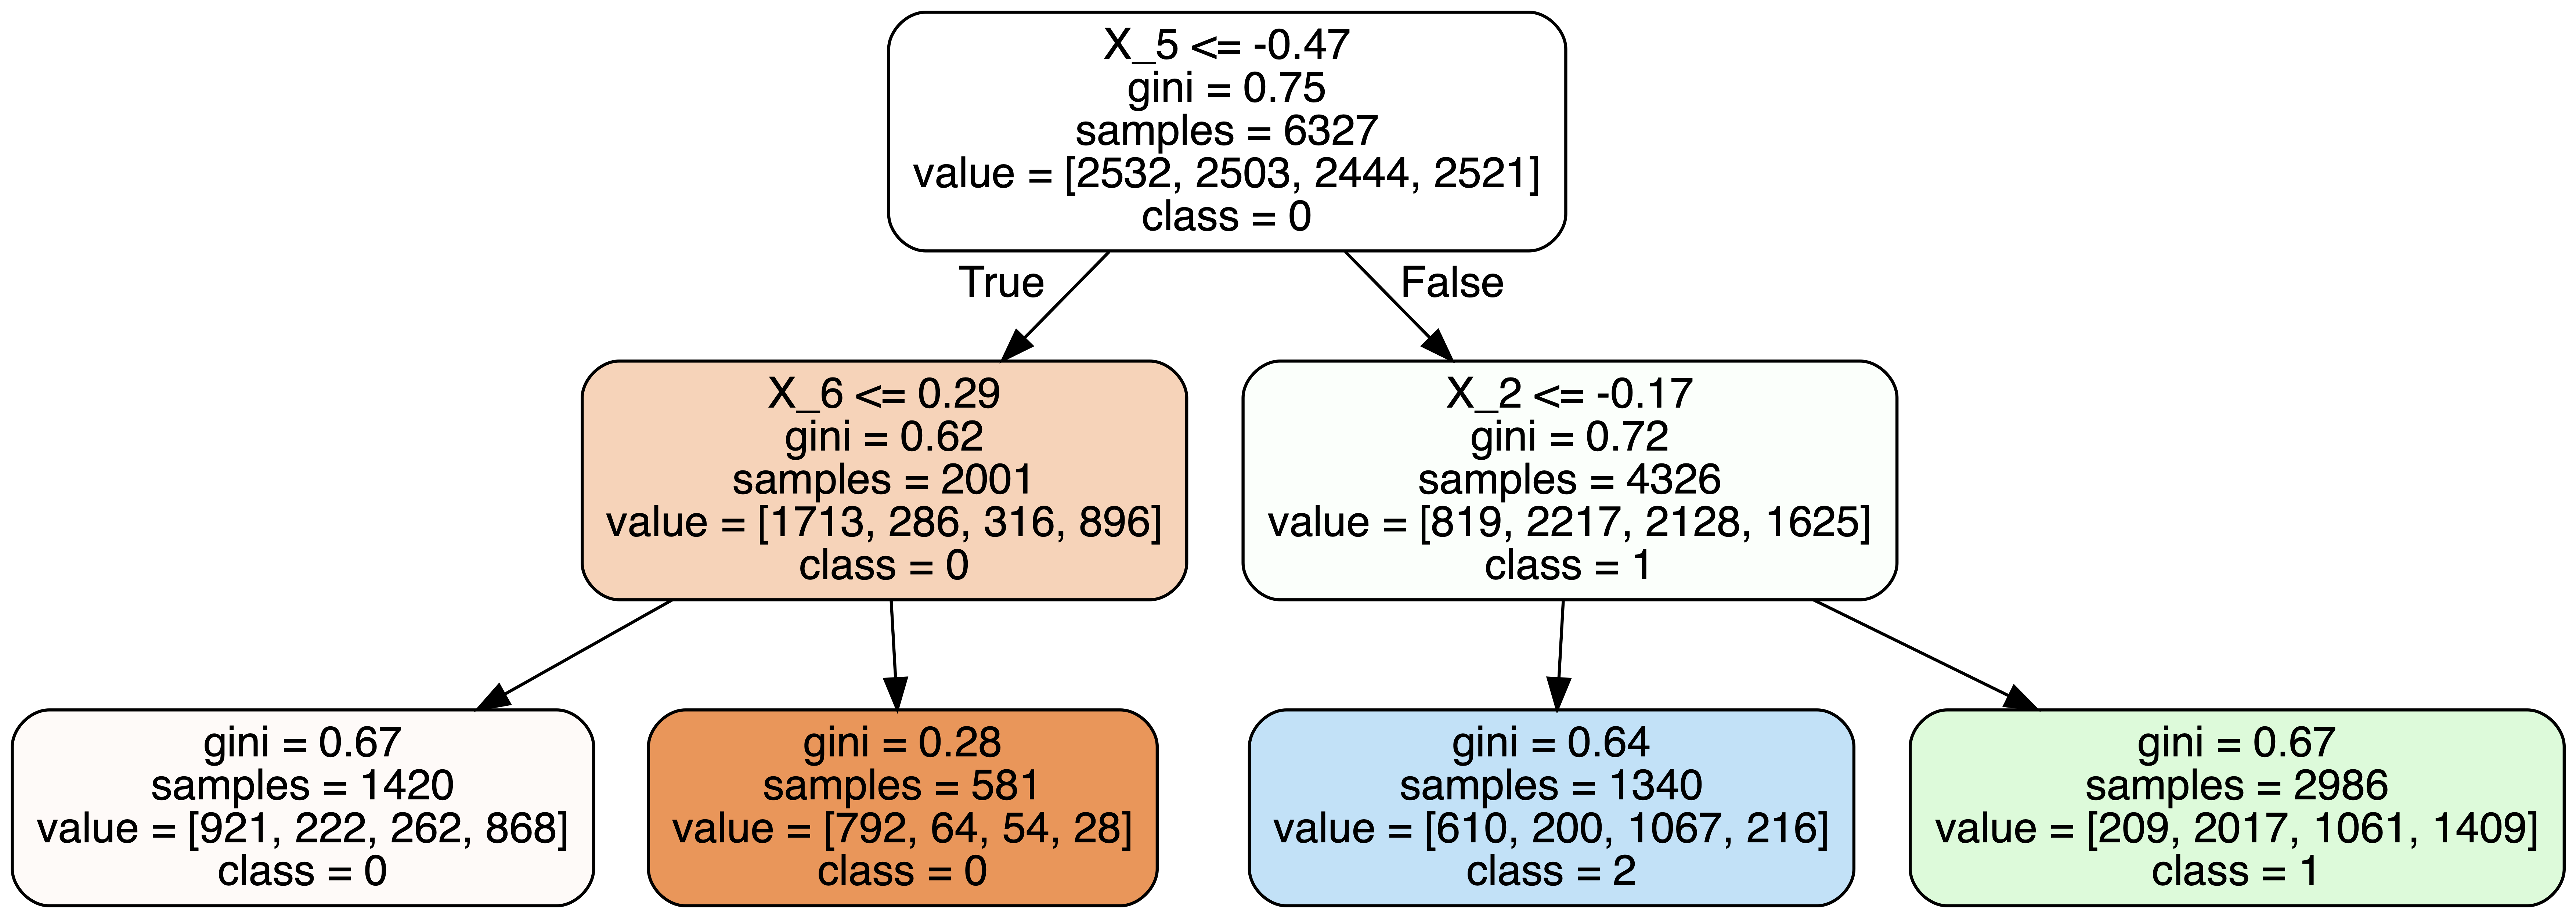 X_5 <= -0.47
gini = 0.75
samples = 6327
value = [2532, 2503, 2444, 2521]
class = 0
True
False
X_6 <= 0.29
gini = 0.62
samples = 2001
value = [1713, 286, 316, 896]
class = 0
X_2 <= -0.17
gini = 0.72
samples = 4326
value = [819, 2217, 2128, 1625]
class = 1
gini = 0.67
samples = 1420
value = [921, 222, 262, 868]
class = 0
gini = 0.28
samples = 581
value = [792, 64, 54, 28]
class = 0
gini = 0.64
samples = 1340
value = [610, 200, 1067, 216]
class = 2
gini = 0.67
samples = 2986
value = [209, 2017, 1061, 1409]
class = 1